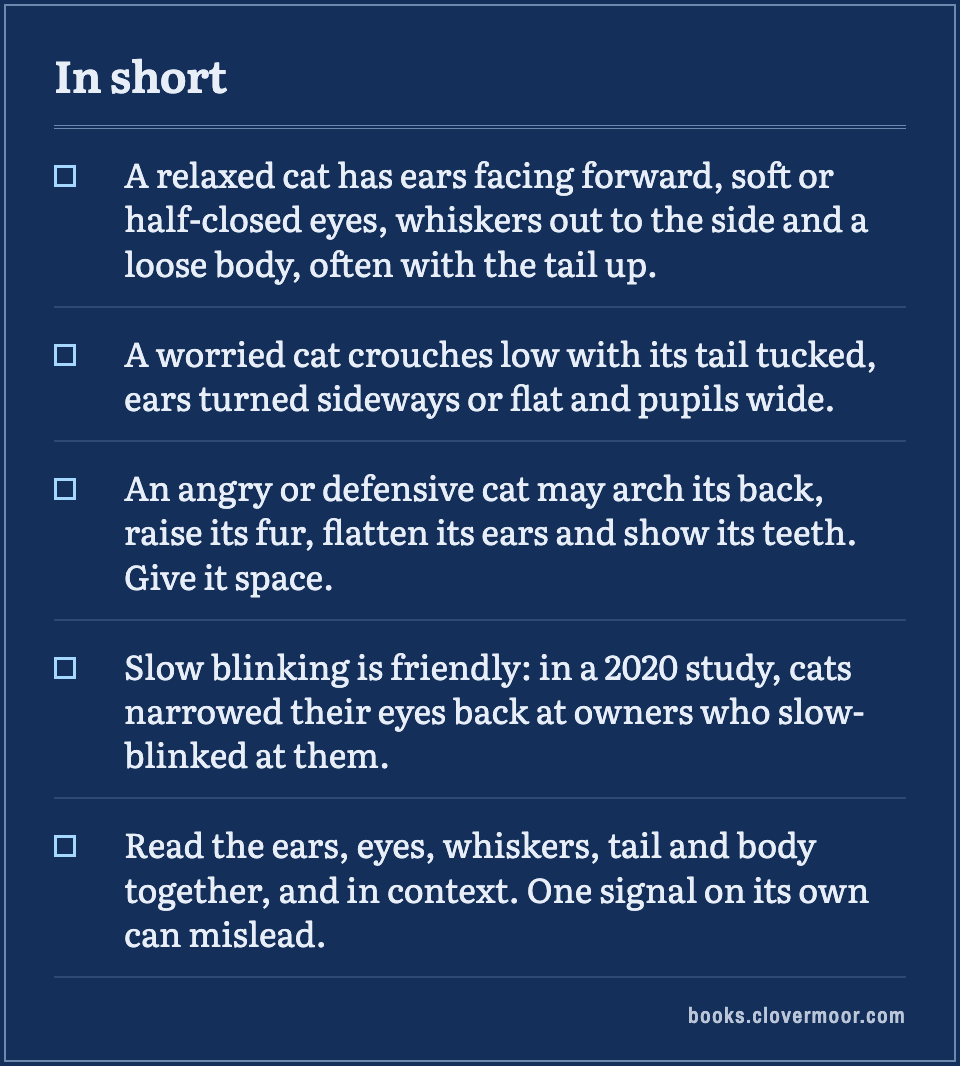 In short
A relaxed cat has ears facing forward, soft or
half-closed eyes, whiskers out to the side and a
loose body, often with the tail up.
A worried cat crouches low with its tail tucked,
ears turned sideways or flat and pupils wide.
An angry or defensive cat may arch its back,
raise its fur, flatten its ears and show its teeth.
Give it space.
Slow blinking is friendly: in a 2020 study, cats
narrowed their eyes back at owners who slow-
blinked at them.
Read the ears, eyes, whiskers, tail and body
together, and in context. One signal on its own
can mislead.
books.clovermoor.com